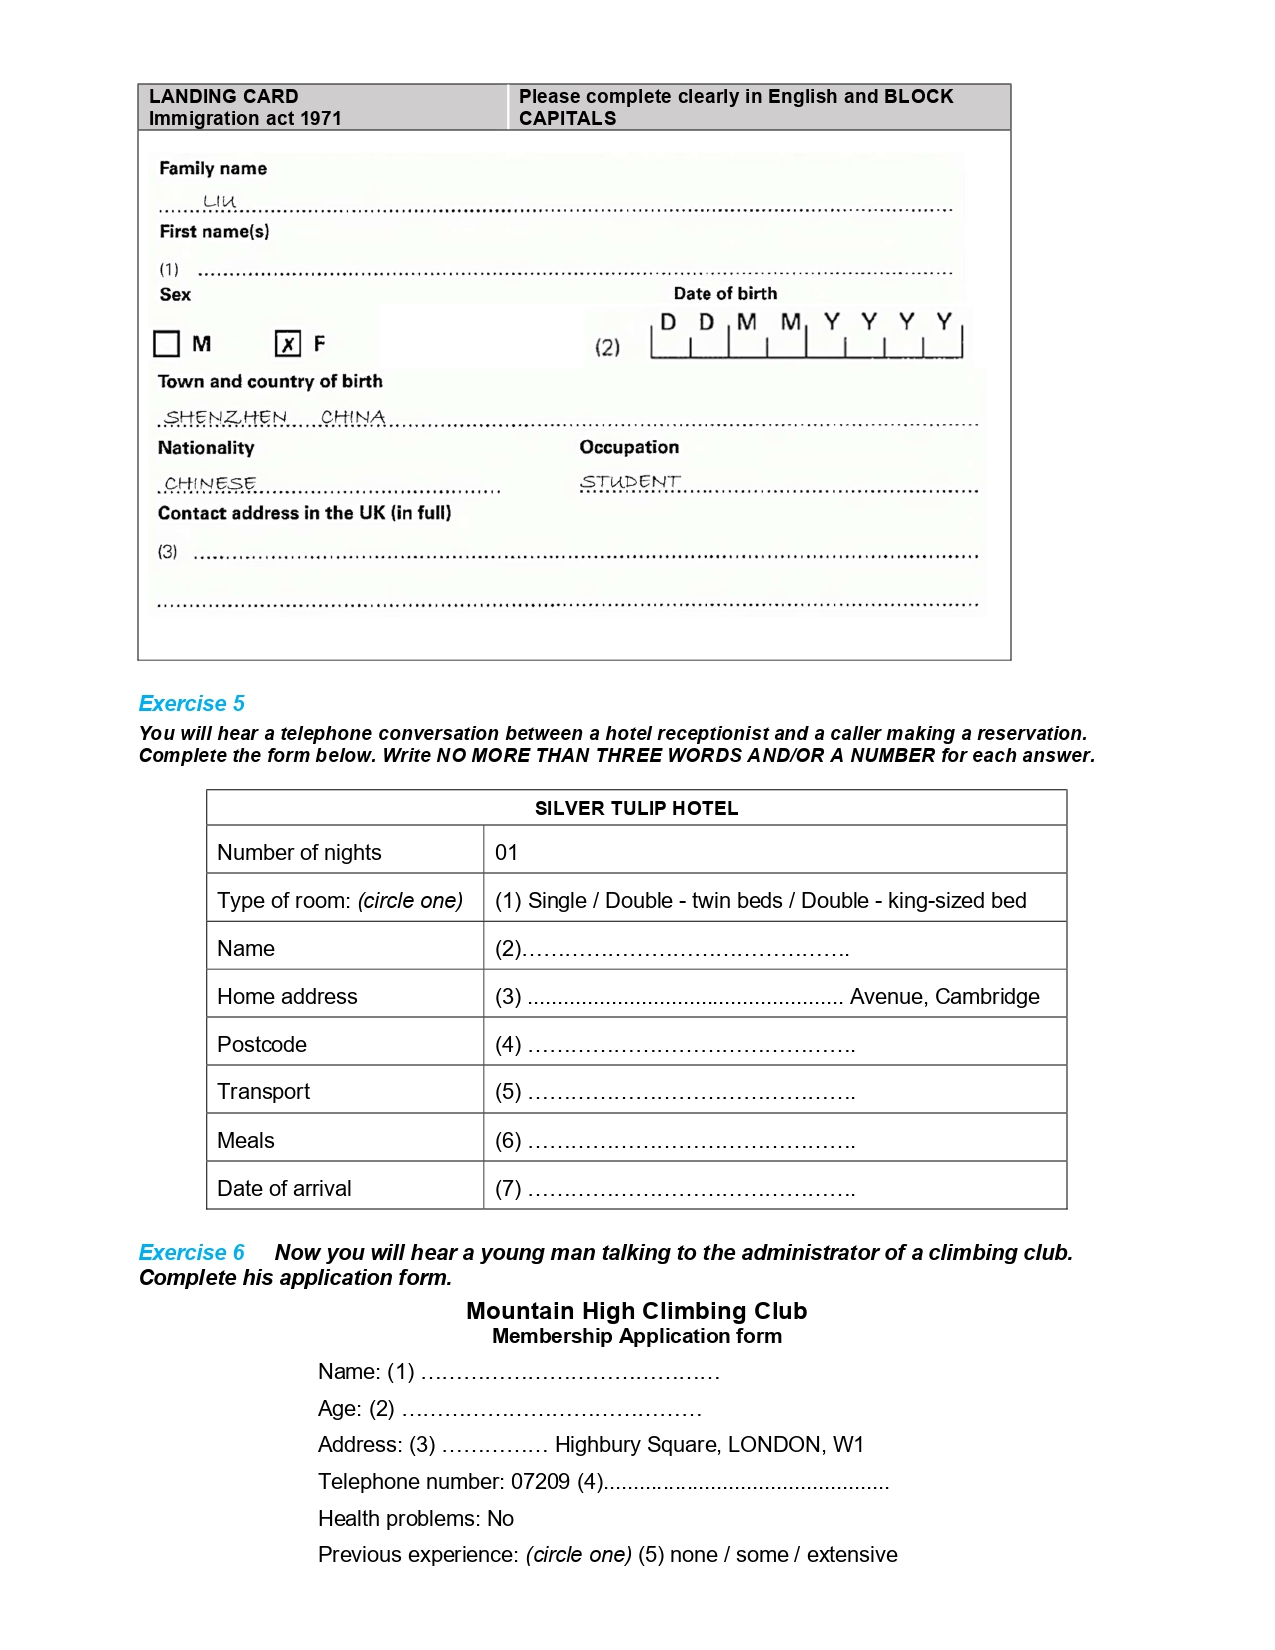 LANDING CARD
Immigration act 1971
Please complete clearly in English and BLOCK
CAPITALS
Family name
LIU
First name(s)
(1) ........................................................
Sex
Date of birth
M
X F
(2) D D M M Y Y Y Y
Town and country of birth
SHENZHEN CHINA
Nationality
Occupation
CHINESE
STUDENT
Contact address in the UK (in full)
(3) ........................................................
Exercise 5
You will hear a telephone conversation between a hotel receptionist and a caller making a reservation.
Complete the form below. Write NO MORE THAN THREE WORDS AND/OR A NUMBER for each answer.
SILVER TULIP HOTEL
Number of nights 01
Type of room: (circle one) (1) Single / Double - twin beds / Double - king-sized bed
Name (2)……………………………………….
Home address (3) ..................................................... Avenue, Cambridge
Postcode (4) ……………………………………….
Transport (5) ……………………………………….
Meals (6) ……………………………………….
Date of arrival (7) ……………………………………….
Exercise 6 Now you will hear a young man talking to the administrator of a climbing club.
Complete his application form.
Mountain High Climbing Club
Membership Application form
Name: (1) ……………………………………
Age: (2) ……………………………………
Address: (3) …………… Highbury Square, LONDON, W1
Telephone number: 07209 (4)................................................
Health problems: No
Previous experience: (circle one) (5) none / some / extensive